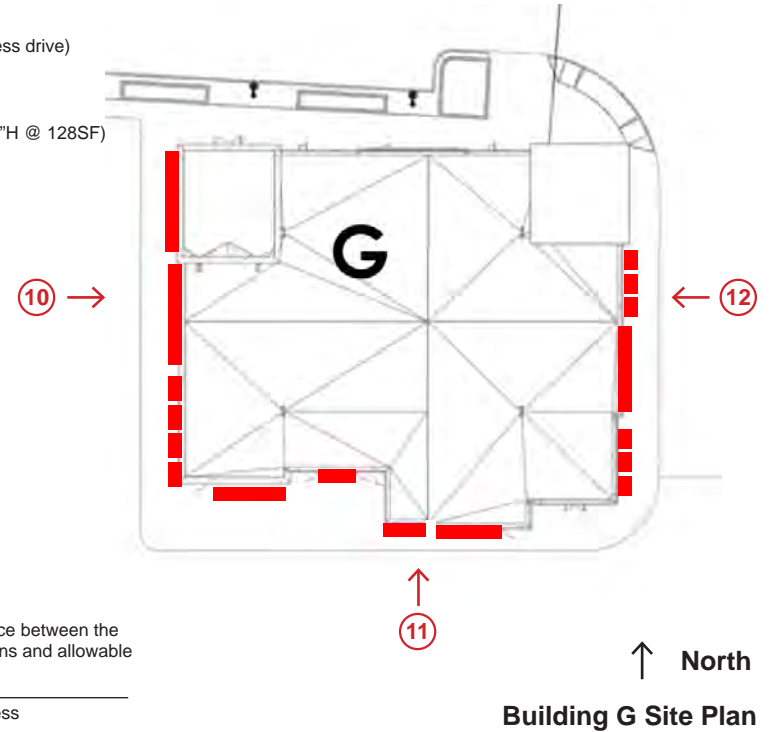 ess drive)
"H @ 128SF)
G
10
12
11
ce between the
ns and allowable
ess
North
Building G Site Plan